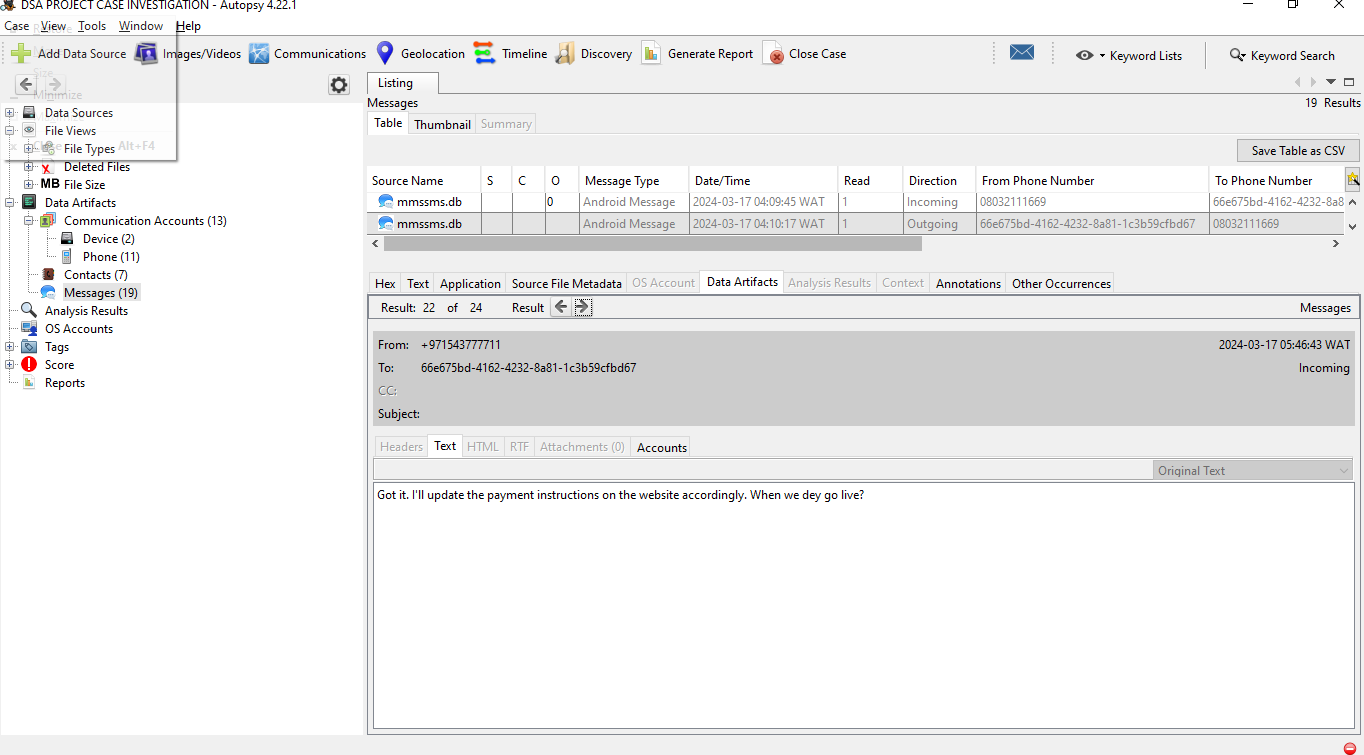 DSA PROJECT CASE INVESTIGATION - Autopsy 4.22.1
Case View Tools Window Help
Add Data Source Images/Videos Communications Geolocation Timeline Discovery Generate Report Close Case Keyword Lists Keyword Search
Size
Minimize
Alt+F4
Listing
Messages 19 Results
Table Thumbnail Summary
Save Table as CSV
Data Sources
File Views
File Types
Deleted Files
MB File Size
Data Artifacts
Communication Accounts (13)
Device (2)
Phone (11)
Contacts (7)
Messages (19)
Analysis Results
OS Accounts
Tags
Score
Reports
Source Name S C O Message Type Date/Time Read Direction From Phone Number To Phone Number
mmssms.db 0 Android Message 2024-03-17 04:09:45 WAT 1 Incoming 08032111669 66e675bd-4162-4232-8a8
mmssms.db Android Message 2024-03-17 04:10:17 WAT 1 Outgoing 66e675bd-4162-4232-8a81-1c3b59cfbd67 08032111669
Hex Text Application Source File Metadata OS Account Data Artifacts Analysis Results Context Annotations Other Occurrences
Result: 22 of 24 Result Messages
From: +971543777711 2024-03-17 05:46:43 WAT
To: 66e675bd-4162-4232-8a81-1c3b59cfbd67 Incoming
CC:
Subject:
Headers Text HTML RTF Attachments (0) Accounts
Original Text
Got it. I'll update the payment instructions on the website accordingly. When we dey go live?